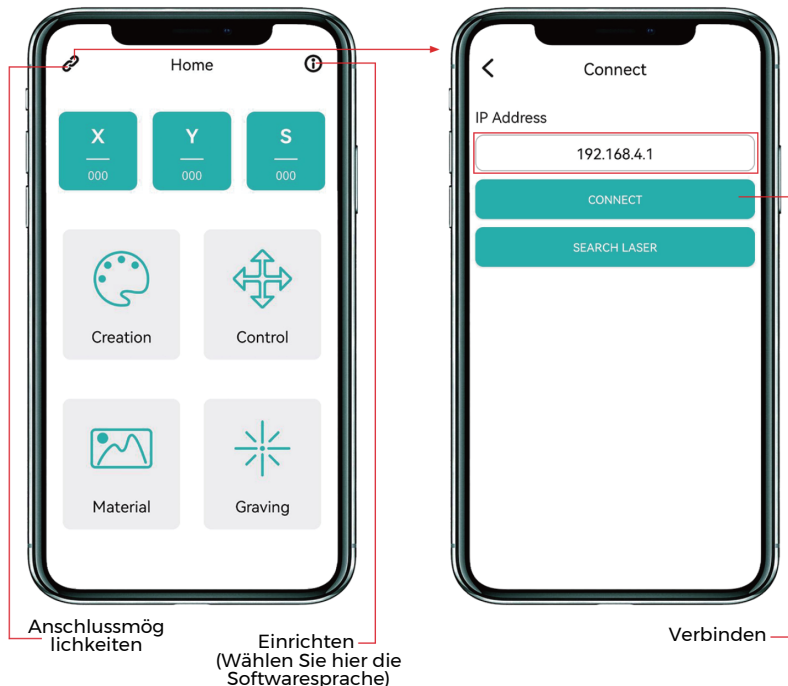 Home
X
Y
S
000
000
000
Creation
Control
Material
Graving
Anschlussmög
lichkeiten
Einrichten
(Wählen Sie hier die
Softwaresprache)
Connect
IP Address
192.168.4.1
CONNECT
SEARCH LASER
Verbinden